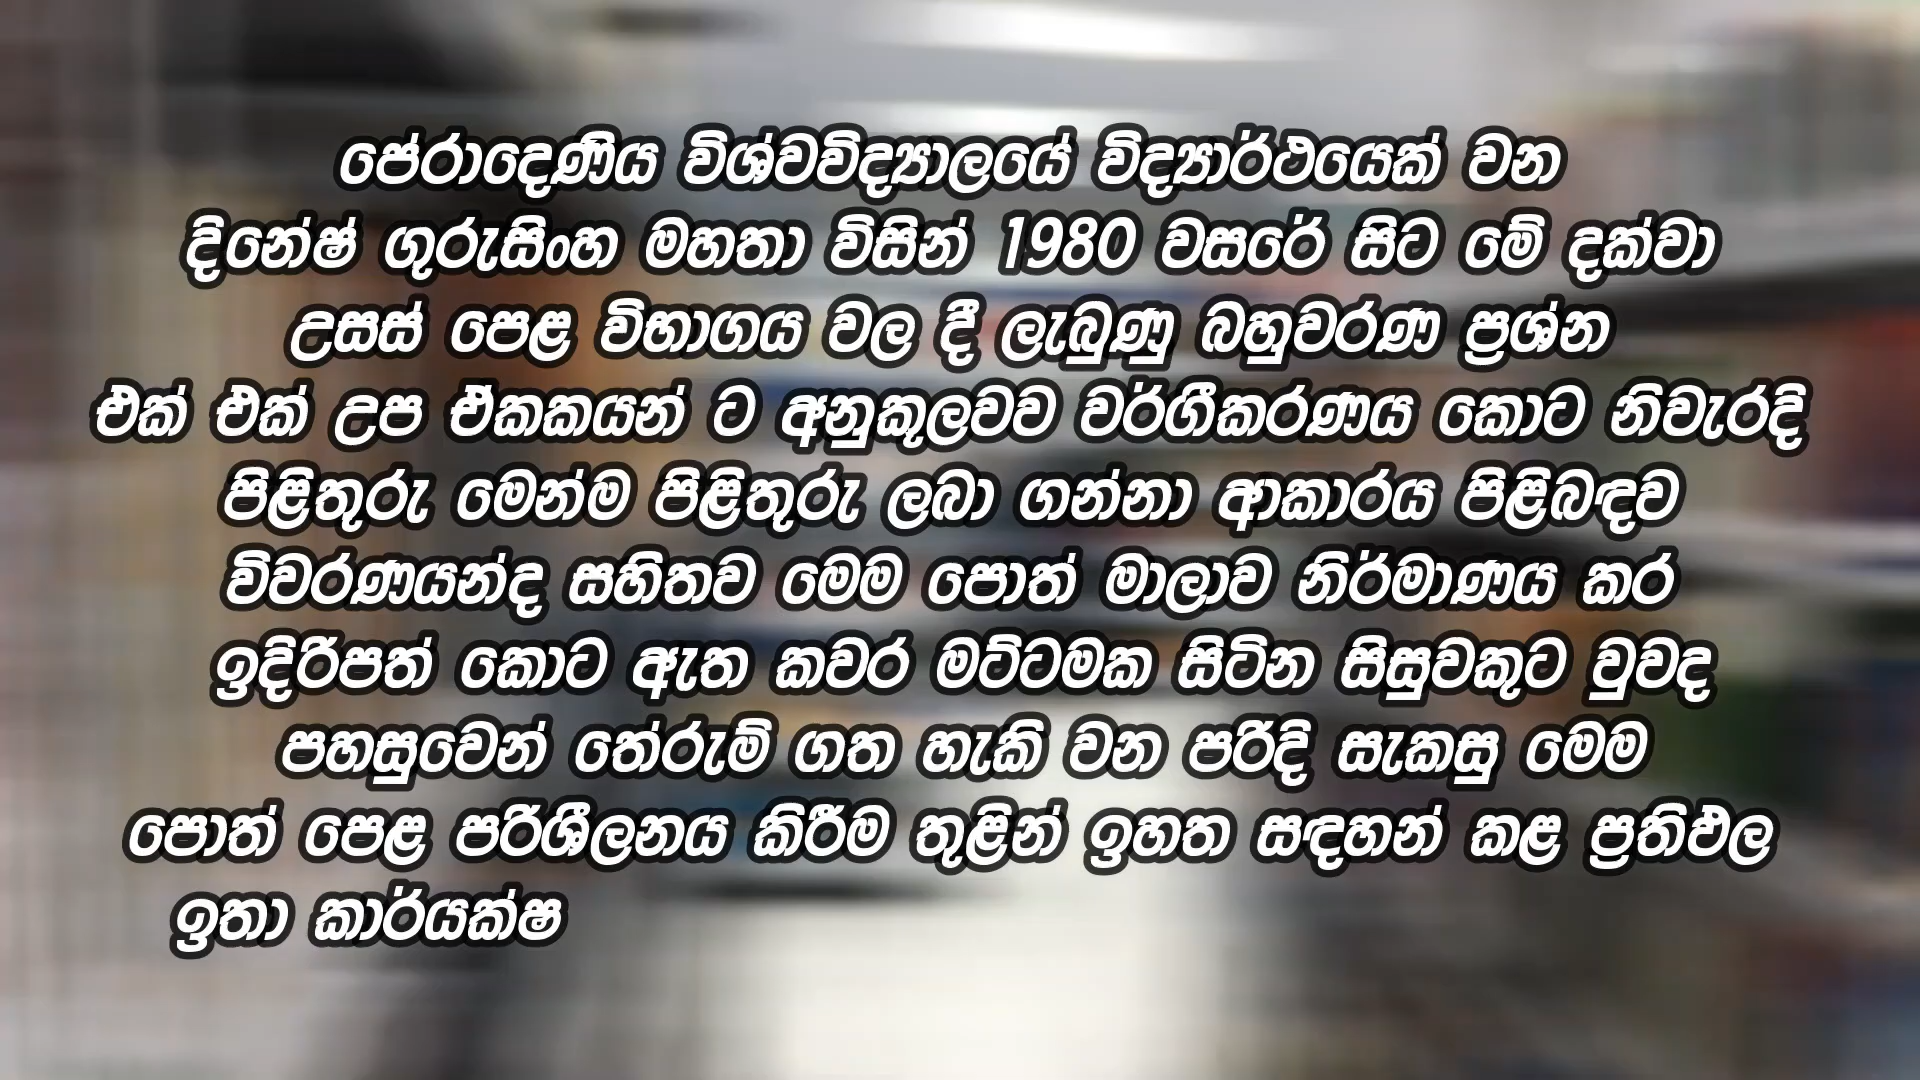 පේරාදෙණිය විශ්වවිද්‍යාලයේ විද්‍යාර්ථයෙක් වන
දිනේෂ් ගුරුසිංහ මහතා විසින් 1980 වසරේ සිට මේ දක්වා
උසස් පෙළ විභාගය වල දී ලැබුණු බහුවරණ ප්‍රශ්න
එක් එක් උප ඒකකයන් ට අනුකූලවව වර්ගීකරණය කොට නිවැරදි
පිළිතුරු මෙන්ම පිළිතුරු ලබා ගන්නා ආකාරය පිළිබඳව
විවරණයන්ද සහිතව මෙම පොත් මාලාව නිර්මාණය කර
ඉදිරිපත් කොට ඇත කවර මට්ටමක සිටින සිසුවකුට වුවද
පහසුවෙන් තේරුම් ගත හැකි වන පරිදි සැකසු මෙම
පොත් පෙළ පරිශීලනය කිරීම තුළින් ඉහත සඳහන් කළ ප්‍රතිඵල
ඉතා කාර්යක්ෂ